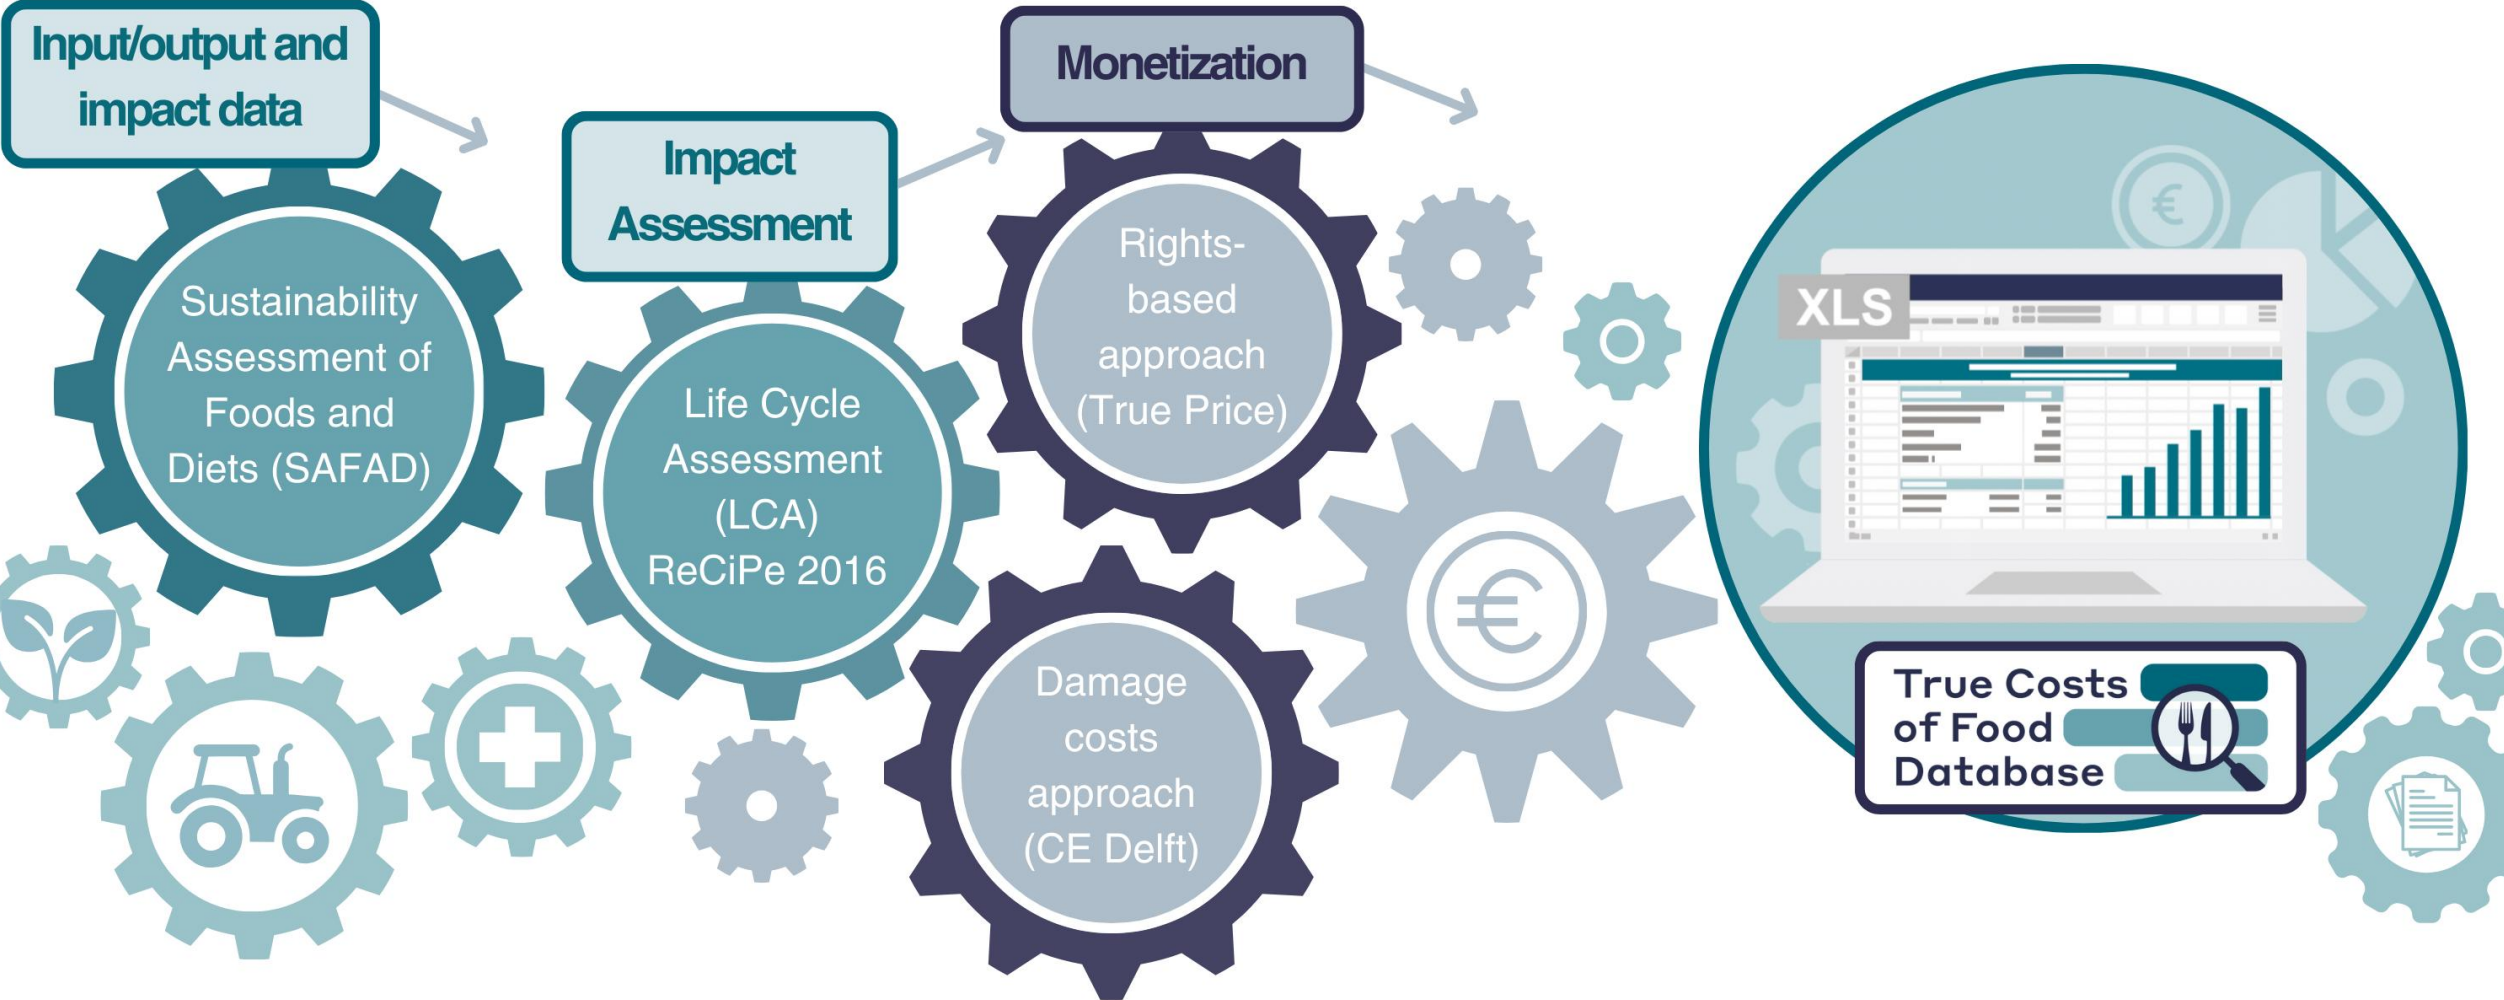 Input/output and
impact data
Sustainability
Assessment of
Foods and
Diets (SAFAD)
Impact
Assessment
Life Cycle
Assessment
(LCA)
ReCiPe 2016
Monetization
Rights-
based
approach
(True Price)
Damage
costs
approach
(CE Delft)
€
€
XLS
True Costs
of Food
Database